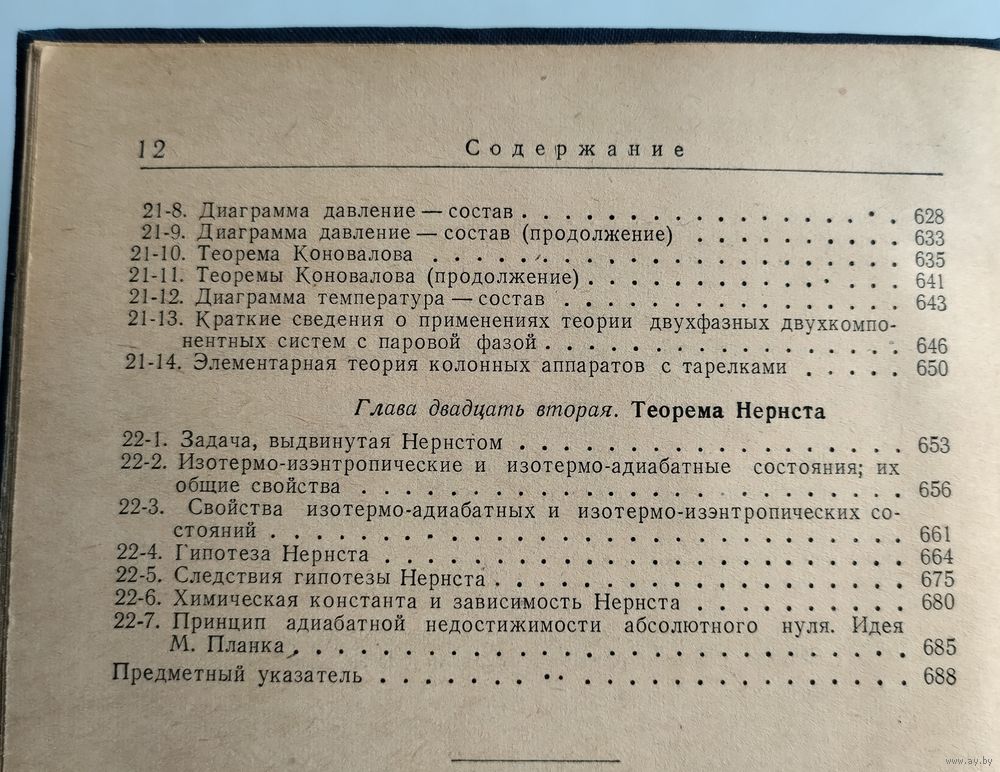 12 Содержание
21-8. Диаграмма давление — состав . . . . . . . . . . . . . . . . . . 628
21-9. Диаграмма давление — состав (продолжение) . . . . . . . . . . 633
21-10. Теорема Коновалова . . . . . . . . . . . . . . . . . . . . . . 635
21-11. Теоремы Коновалова (продолжение) . . . . . . . . . . . . . . . 641
21-12. Диаграмма температура — состав . . . . . . . . . . . . . . . . 643
21-13. Краткие сведения о применениях теории двухфазных двухкомпо-
нентных систем с паровой фазой . . . . . . . . . . . . . . . . . 646
21-14. Элементарная теория колонных аппаратов с тарелками . . . . . 650
Глава двадцать вторая. Теорема Нернста
22-1. Задача, выдвинутая Нернстом . . . . . . . . . . . . . . . . . . 653
22-2. Изотермо-изэнтропические и изотермо-адиабатные состояния; их
общие свойства . . . . . . . . . . . . . . . . . . . . . . . . . 656
22-3. Свойства изотермо-адиабатных и изотермо-изэнтропических со-
стояний . . . . . . . . . . . . . . . . . . . . . . . . . . . . . 661
22-4. Гипотеза Нернста . . . . . . . . . . . . . . . . . . . . . . . . 664
22-5. Следствия гипотезы Нернста . . . . . . . . . . . . . . . . . . . 675
22-6. Химическая константа и зависимость Нернста . . . . . . . . . . 680
22-7. Принцип адиабатной недостижимости абсолютного нуля. Идея
М. Планка . . . . . . . . . . . . . . . . . . . . . . . . . . . . 685
Предметный указатель . . . . . . . . . . . . . . . . . . . . . . . . 688
www.ay.by